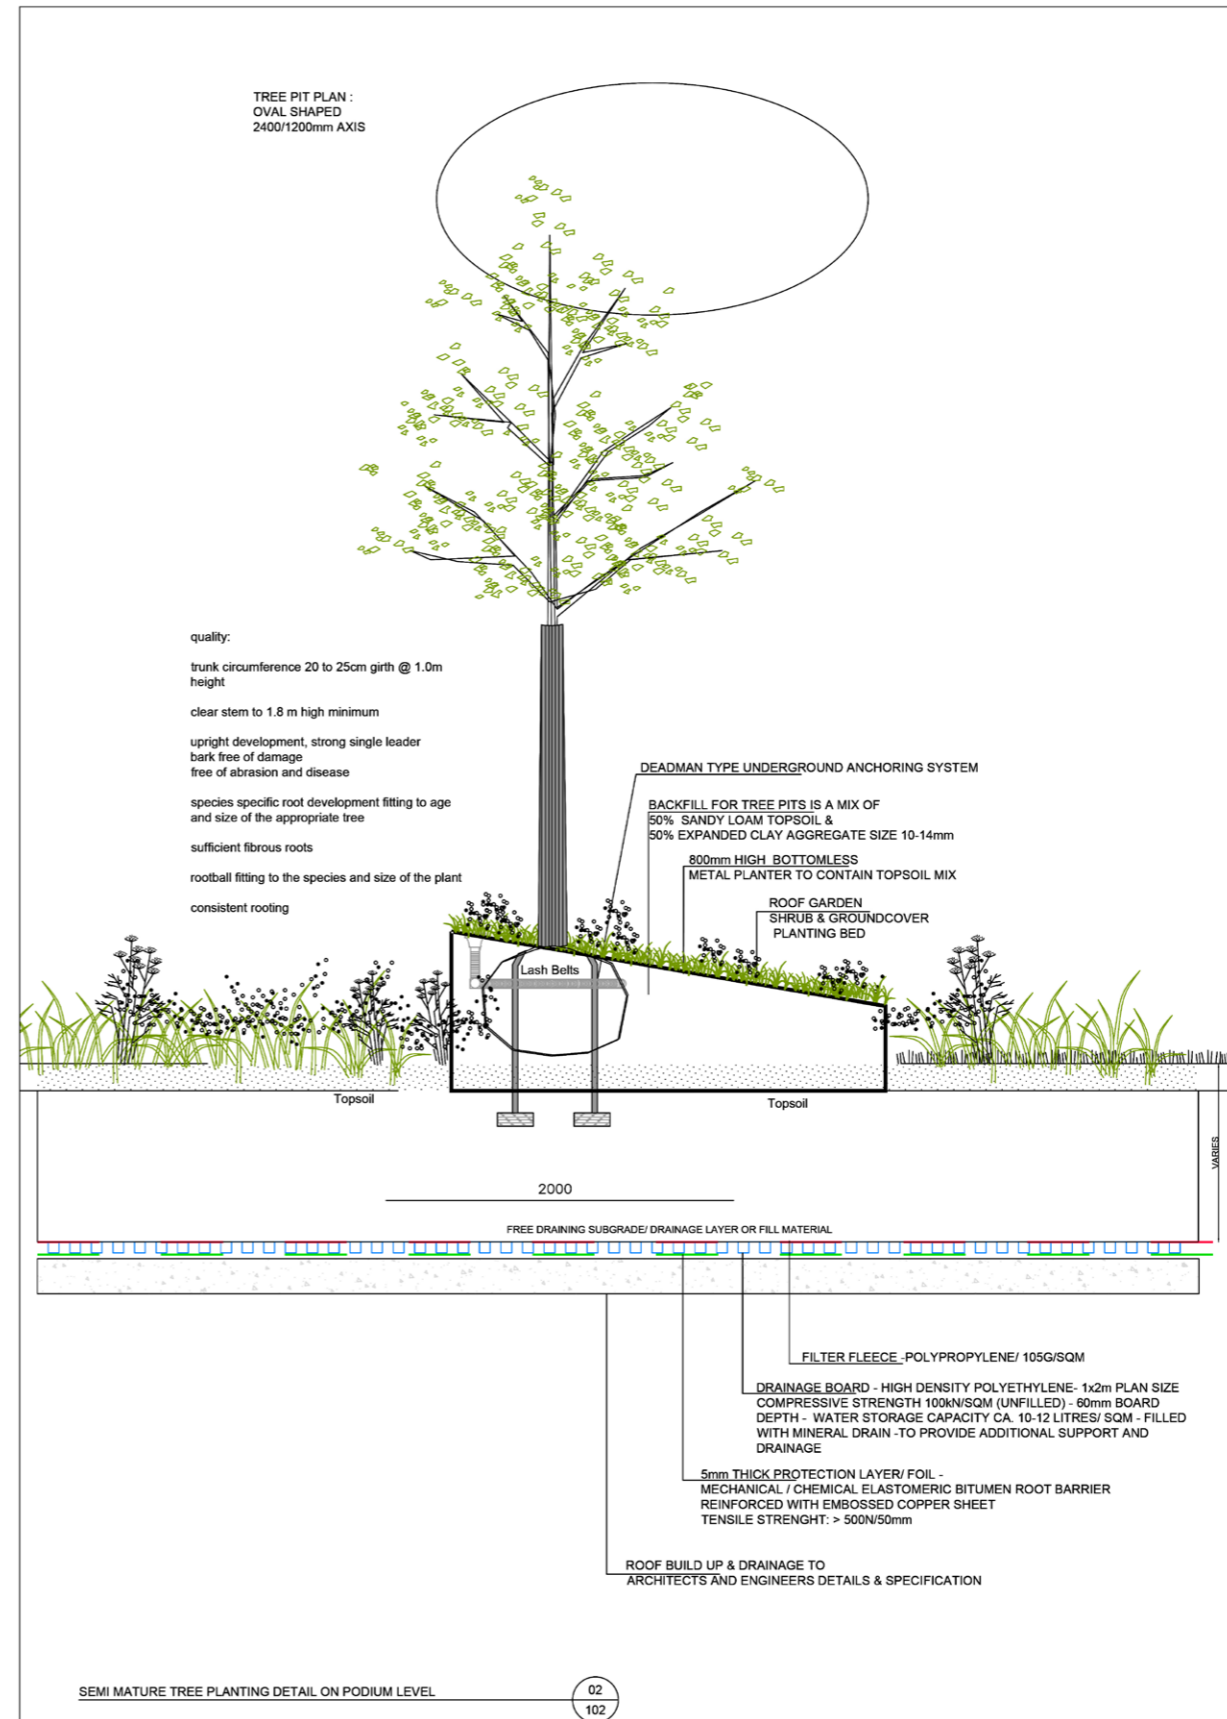 TREE PIT PLAN :
OVAL SHAPED
2400/1200mm AXIS
quality:
trunk circumference 20 to 25cm girth @ 1.0m
height
clear stem to 1.8 m high minimum
upright development, strong single leader
bark free of damage
free of abrasion and disease
species specific root development fitting to age
and size of the appropriate tree
sufficient fibrous roots
rootball fitting to the species and size of the plant
consistent rooting
DEADMAN TYPE UNDERGROUND ANCHORING SYSTEM
BACKFILL FOR TREE PITS IS A MIX OF
50% SANDY LOAM TOPSOIL &
50% EXPANDED CLAY AGGREGATE SIZE 10-14mm
800mm HIGH BOTTOMLESS
METAL PLANTER TO CONTAIN TOPSOIL MIX
ROOF GARDEN
SHRUB & GROUNDCOVER
PLANTING BED
Lash Belts
Topsoil
Topsoil
VARIES
2000
FREE DRAINING SUBGRADE/ DRAINAGE LAYER OR FILL MATERIAL
FILTER FLEECE -POLYPROPYLENE/ 105G/SQM
DRAINAGE BOARD - HIGH DENSITY POLYETHYLENE- 1x2m PLAN SIZE
COMPRESSIVE STRENGTH 100kN/SQM (UNFILLED) - 60mm BOARD
DEPTH - WATER STORAGE CAPACITY CA. 10-12 LITRES/ SQM - FILLED
WITH MINERAL DRAIN -TO PROVIDE ADDITIONAL SUPPORT AND
DRAINAGE
5mm THICK PROTECTION LAYER/ FOIL -
MECHANICAL / CHEMICAL ELASTOMERIC BITUMEN ROOT BARRIER
REINFORCED WITH EMBOSSED COPPER SHEET
TENSILE STRENGHT: > 500N/50mm
ROOF BUILD UP & DRAINAGE TO
ARCHITECTS AND ENGINEERS DETAILS & SPECIFICATION
SEMI MATURE TREE PLANTING DETAIL ON PODIUM LEVEL
02
102